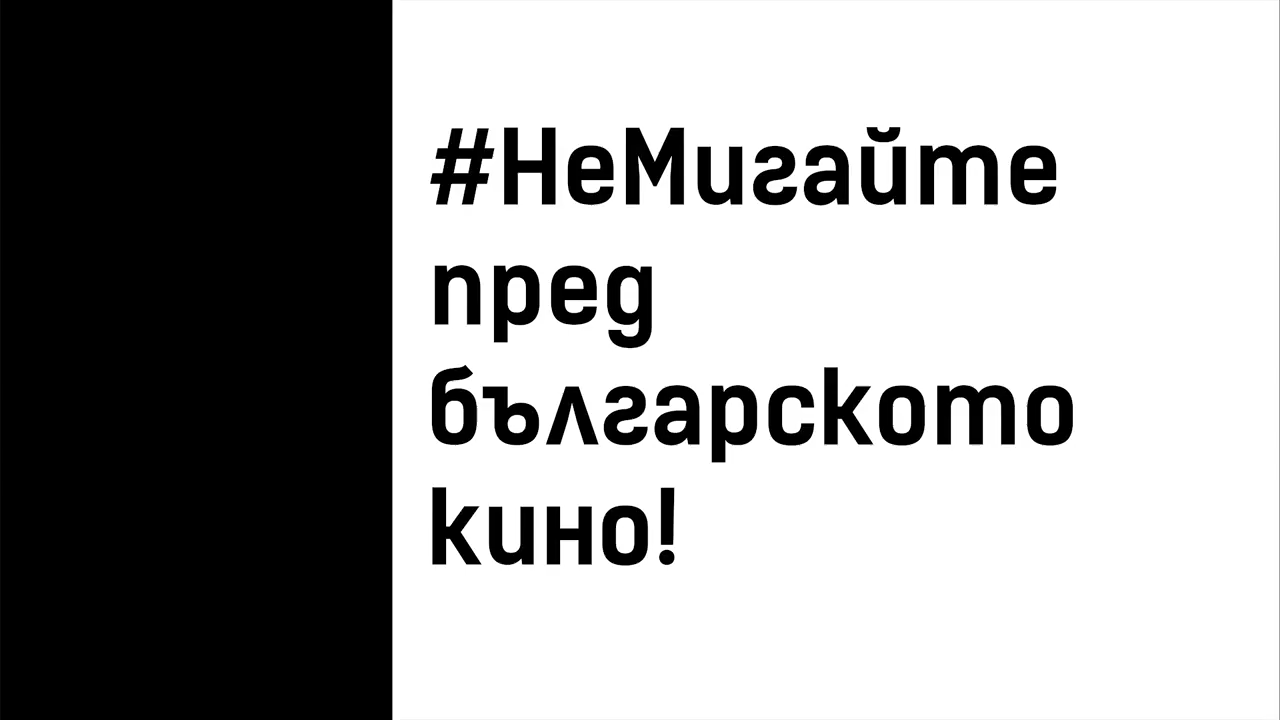 #НеМигайте
пред
българското
кино!